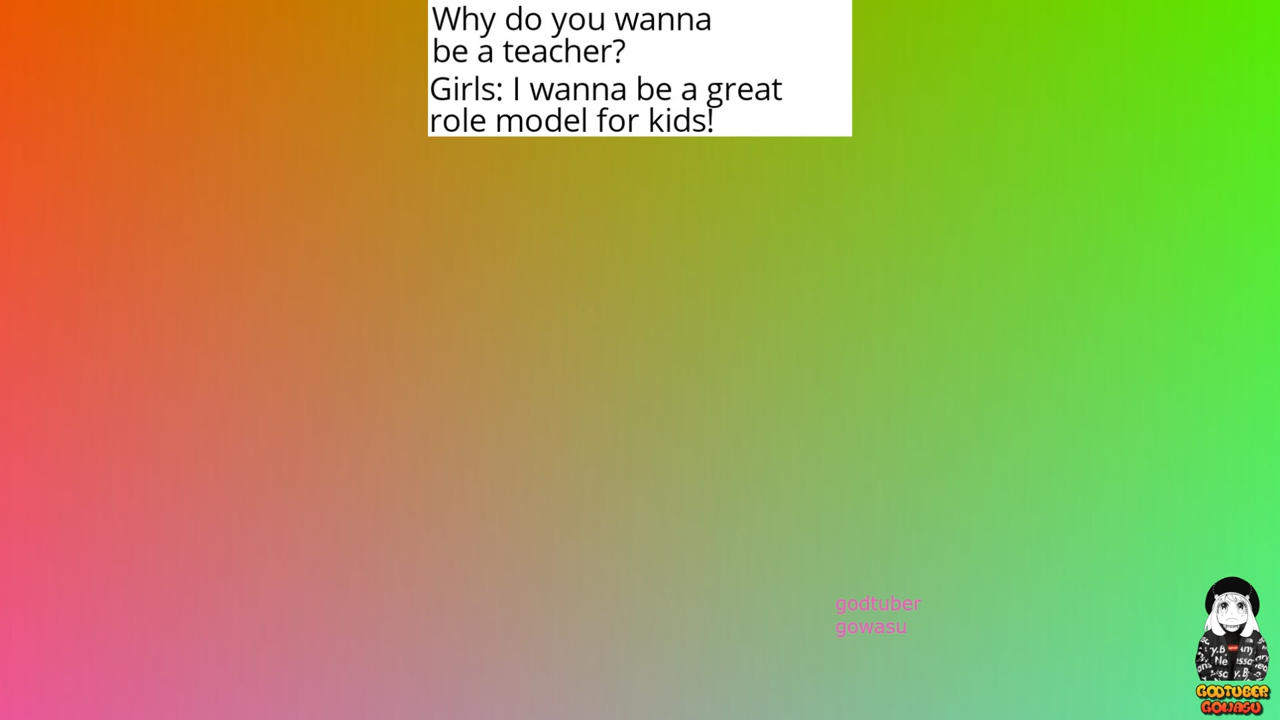 Why do you wanna
be a teacher?
Girls: I wanna be a great
role model for kids!
godtuber
gowasu
GODTUBER
GOWASU